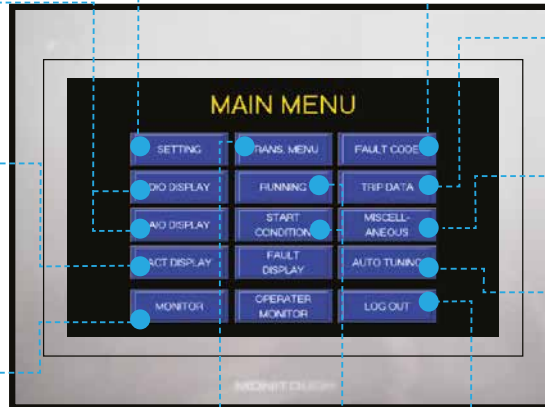 MAIN MENU
SETTING
TRANS. MENU
FAULT CODE
DIO DISPLAY
RUNNING
TRIP DATA
AIO DISPLAY
START
CONDITION
MISCELL-
ANEOUS
ACT DISPLAY
FAULT
DISPLAY
AUTO TUNING
MONITOR
OPERATER
MONITOR
LOG OUT